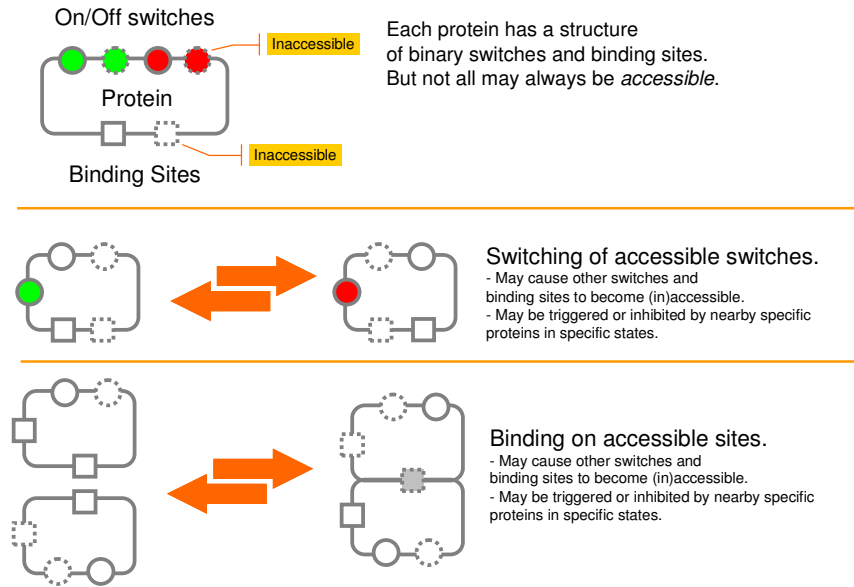 On/Off switches
Inaccessible
Protein
Inaccessible
Binding Sites
Each protein has a structure
of binary switches and binding sites.
But not all may always be accessible.
Switching of accessible switches.
- May cause other switches and
binding sites to become (in)accessible.
- May be triggered or inhibited by nearby specific
proteins in specific states.
Binding on accessible sites.
- May cause other switches and
binding sites to become (in)accessible.
- May be triggered or inhibited by nearby specific
proteins in specific states.